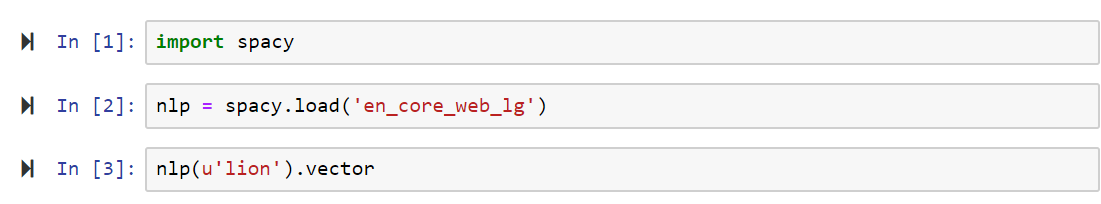 In [1]: import spacy
In [2]: nlp = spacy.load('en_core_web_lg')
In [3]: nlp(u'lion').vector